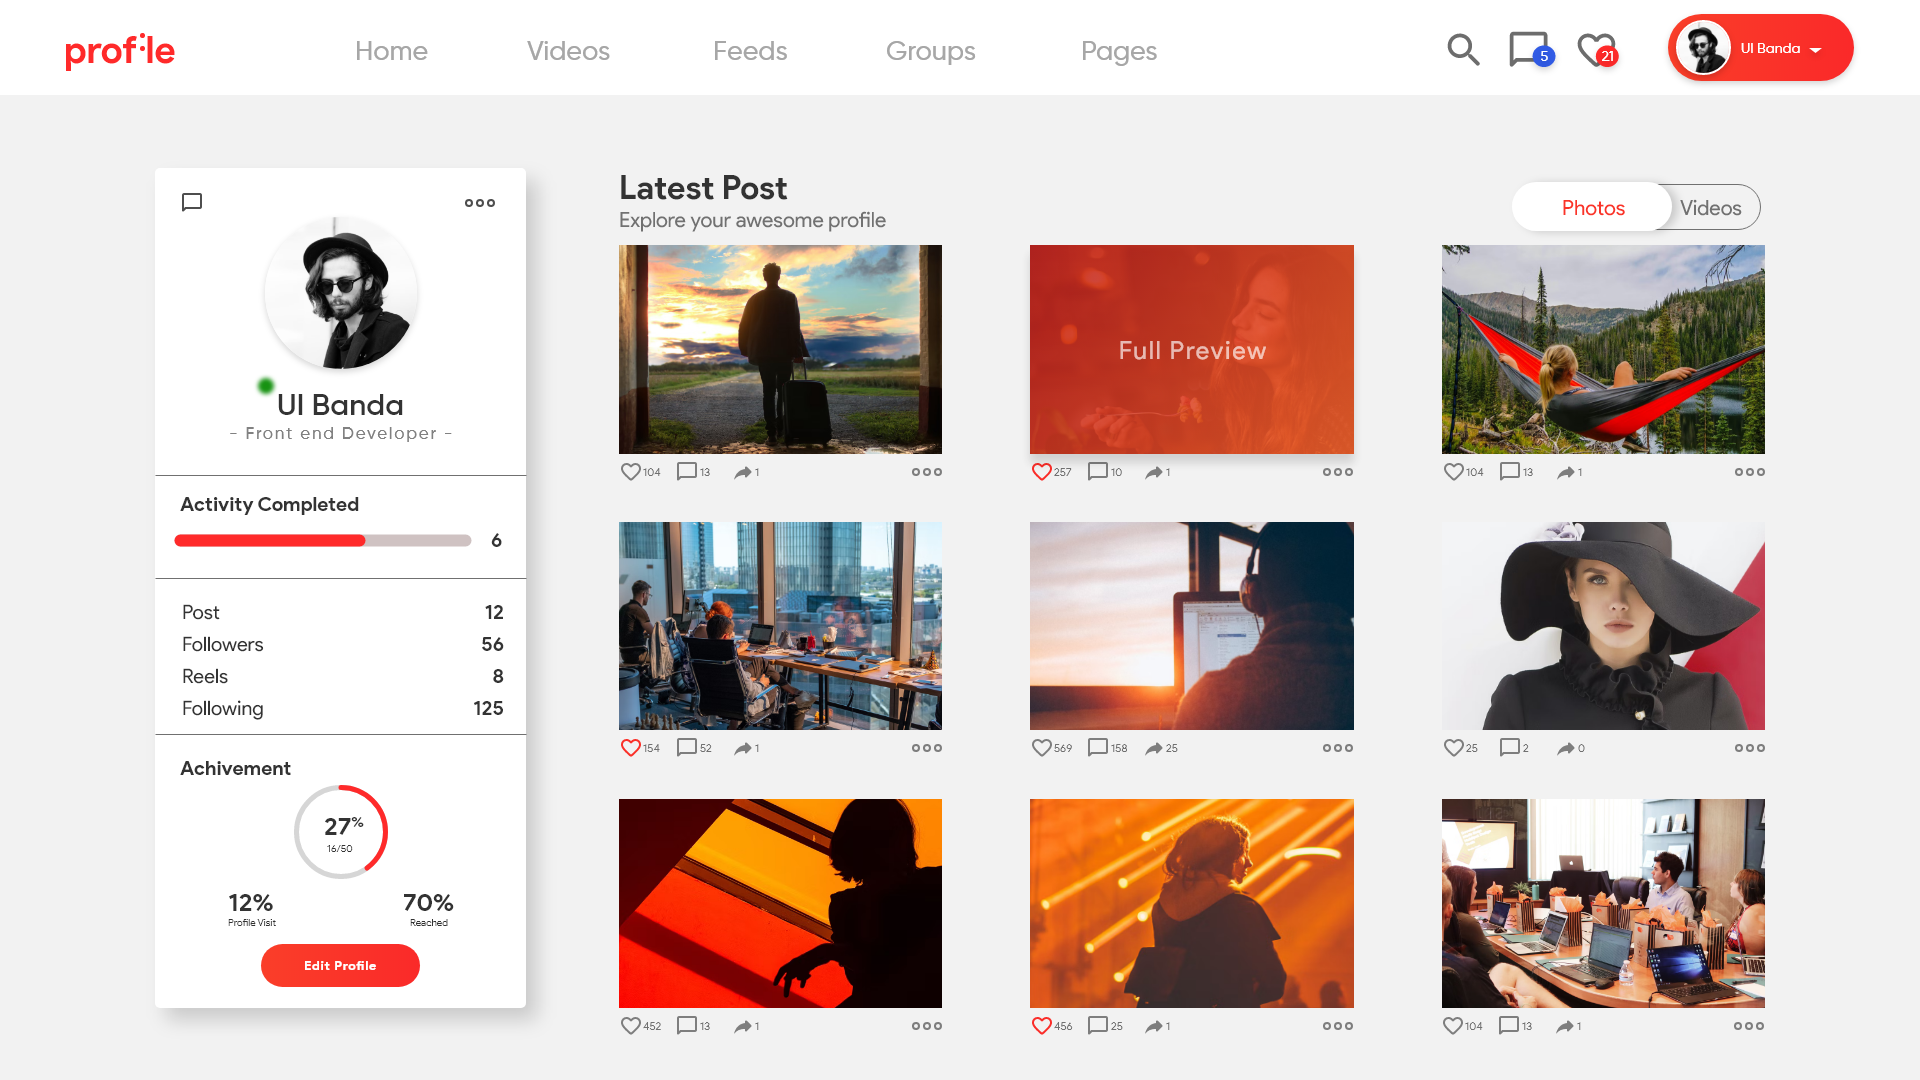 profile
Home
Videos
Feeds
Groups
Pages
5
21
UI Banda
UI Banda
- Front end Developer -
Activity Completed
6
Post 12
Followers 56
Reels 8
Following 125
Achivement
27%
16/50
12%
Profile Visit
70%
Reached
Edit Profile
Latest Post
Explore your awesome profile
Photos
Videos
104 13 1
Full Preview
257 10 1
104 13 1
154 52 1
569 158 25
25 2 0
452 13 1
456 25 1
104 13 1